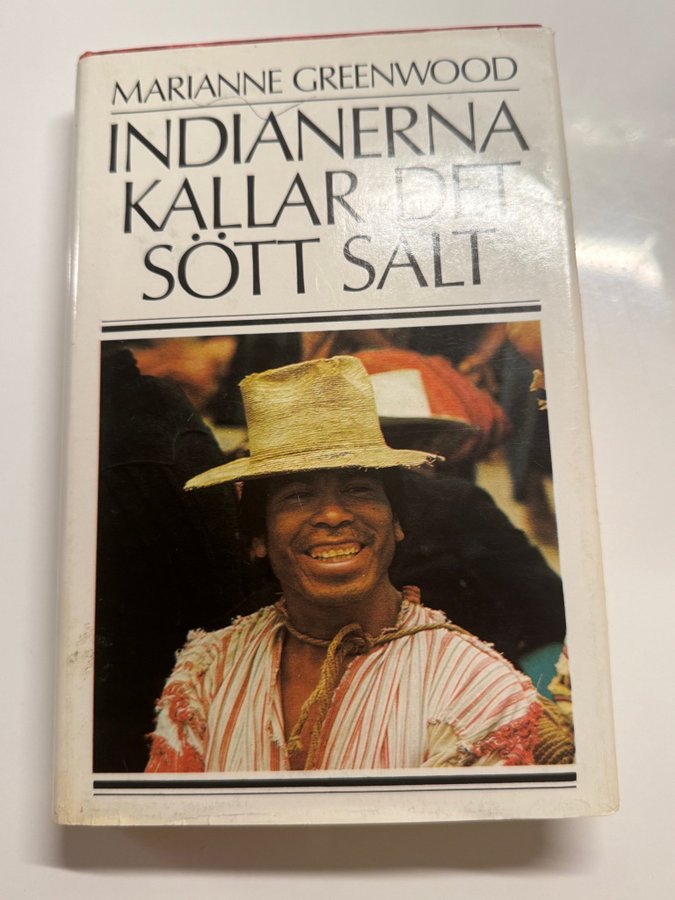 MARIANNE GREENWOOD
INDIANERNA
KALLAR DET
SÖTT SALT